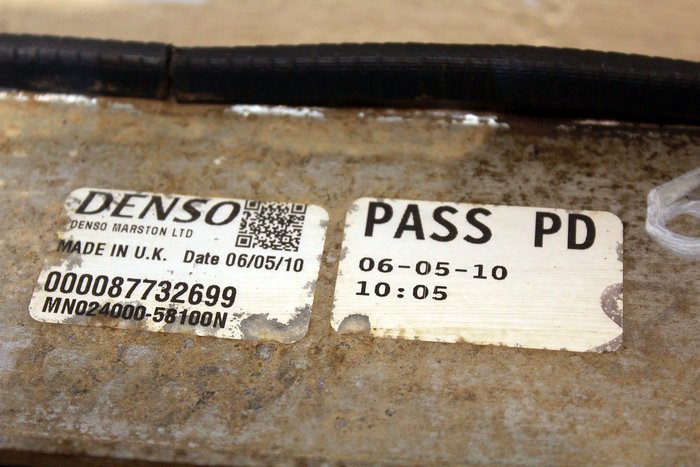 DENSO
DENSO MARSTON LTD
MADE IN U.K. Date 06/05/10
000087732699
MN024000-58100N
PASS PD
06-05-10
10:05